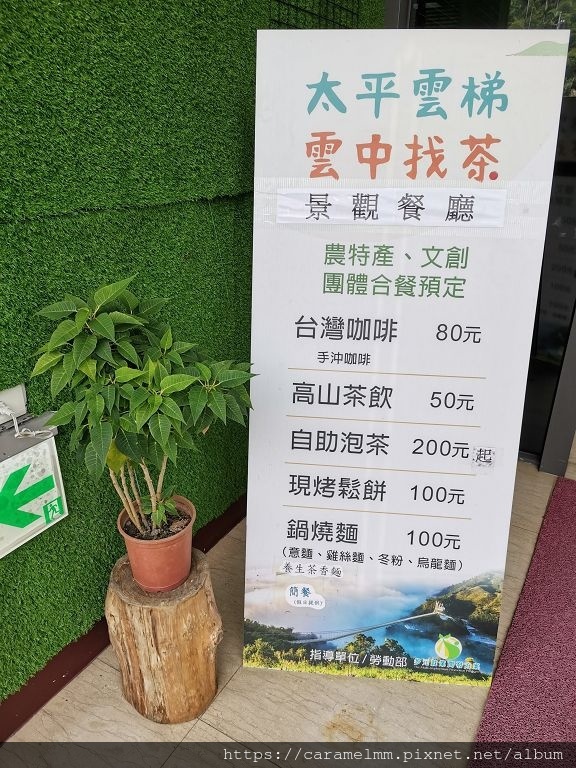 太平雲梯
雲中找茶
景觀餐廳
農特產、文創
團體合餐預定
台灣咖啡 80元
手沖咖啡
高山茶飲 50元
自助泡茶 200元起
現烤鬆餅 100元
鍋燒麵 100元
(意麵、雞絲麵、冬粉、烏龍麵)
養生茶香麵
簡餐
(假日提供)
指導單位/勞動部
https://caramelmm.pixnet.net/album